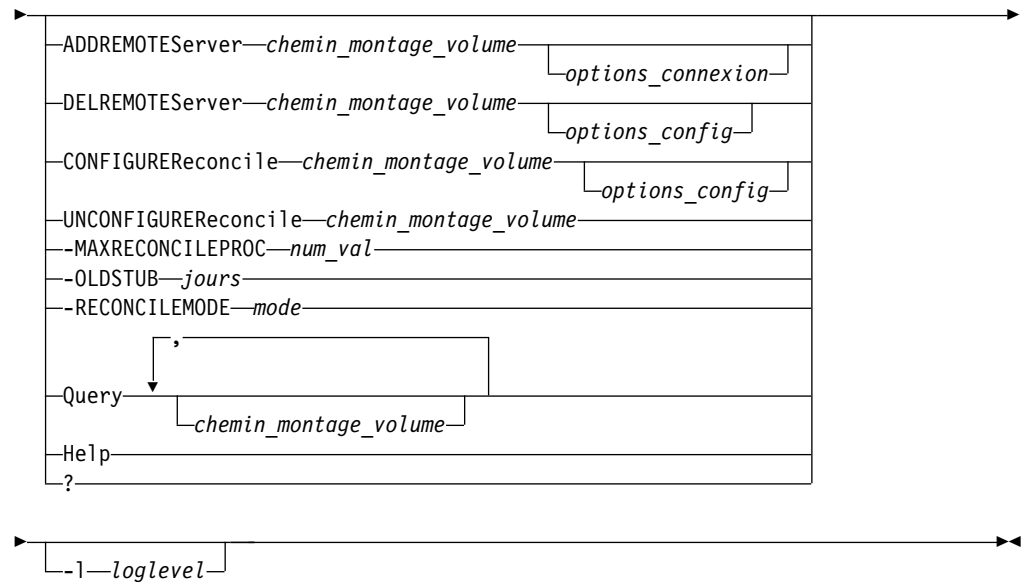 ADDREMOTEServer chemin_montage_volume
options_connexion
DELREMOTEServer chemin_montage_volume
options_config
CONFIGUREReconcile chemin_montage_volume
options_config
UNCONFIGUREReconcile chemin_montage_volume
-MAXRECONCILEPROC num_val
-OLDSTUB jours
-RECONCILEMODE mode
,
Query
chemin_montage_volume
Help
?
-l loglevel